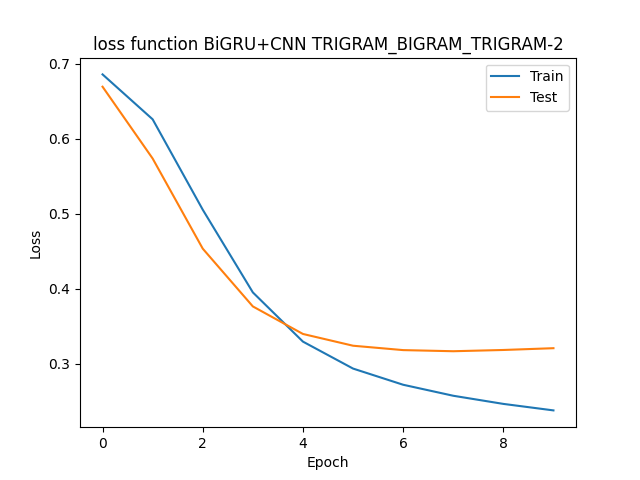 loss function BiGRU+CNN TRIGRAM_BIGRAM_TRIGRAM-2
Train
Test
0.7
0.6
0.5
0.4
0.3
Loss
0
2
4
6
8
Epoch